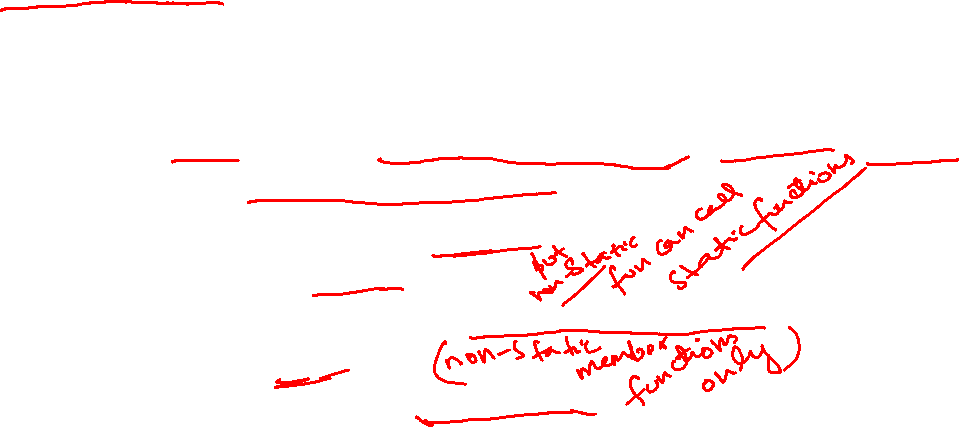 but
non static
fun can call
static functions
(non-static
member
functions
only)